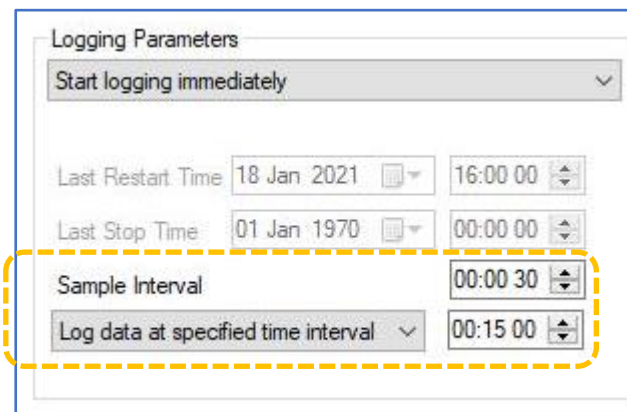 Logging Parameters
Start logging immediately
Last Restart Time 18 Jan 2021 16:00 00
Last Stop Time 01 Jan 1970 00:00 00
Sample Interval 00:00 30
Log data at specified time interval 00:15 00